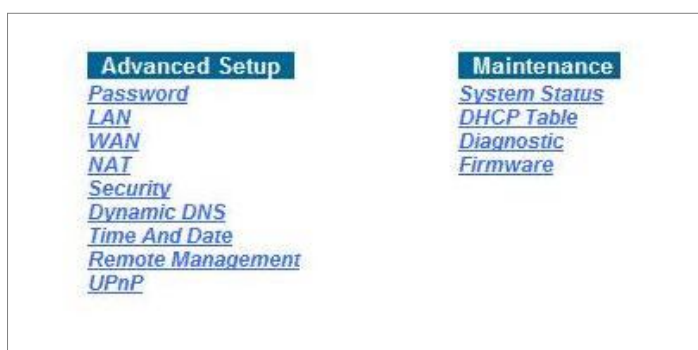 Advanced Setup
Password
LAN
WAN
NAT
Security
Dynamic DNS
Time And Date
Remote Management
UPnP
Maintenance
System Status
DHCP Table
Diagnostic
Firmware